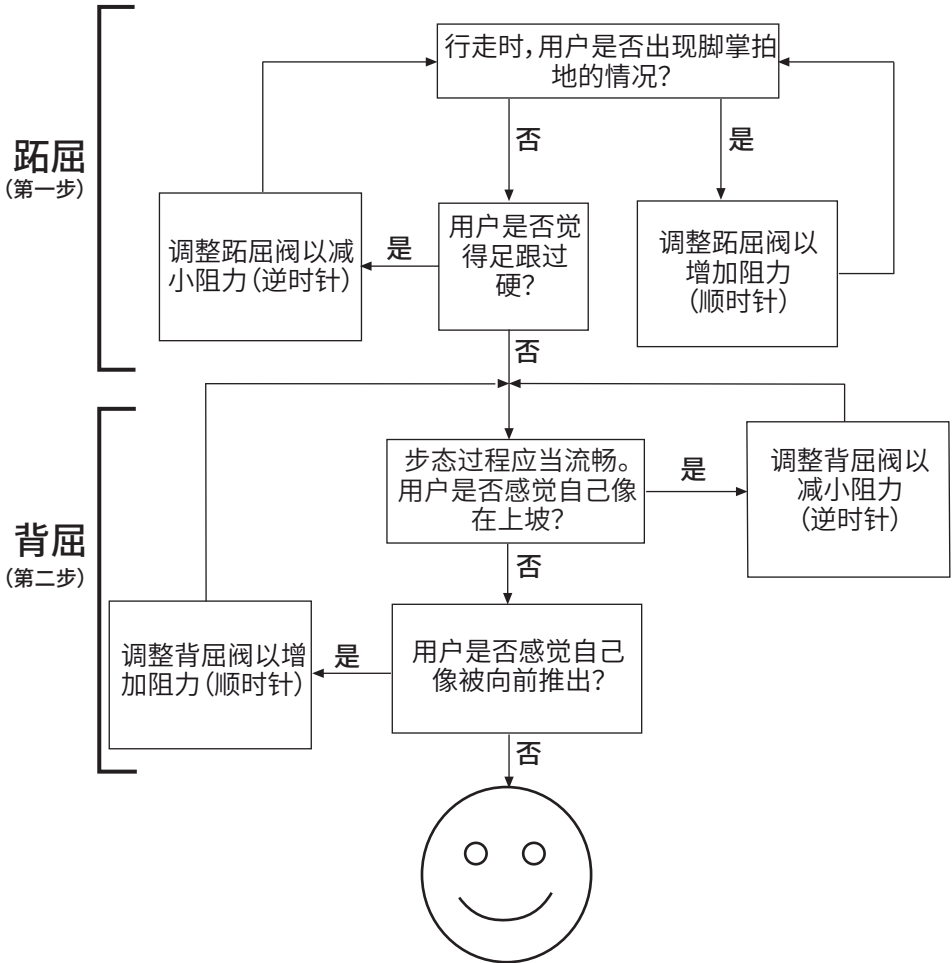 行走时，用户是否出现脚掌拍
地的情况？
否
是
跖屈
（第一步）
调整跖屈阀以减
小阻力（逆时针）
是
用户是否觉
得足跟过
硬？
调整跖屈阀以
增加阻力
（顺时针）
否
步态过程应当流畅。
用户是否感觉自己像
在上坡？
是
调整背屈阀以
减小阻力
（逆时针）
背屈
（第二步）
否
调整背屈阀以增
加阻力（顺时针）
是
用户是否感觉自己
像被向前推出？
否